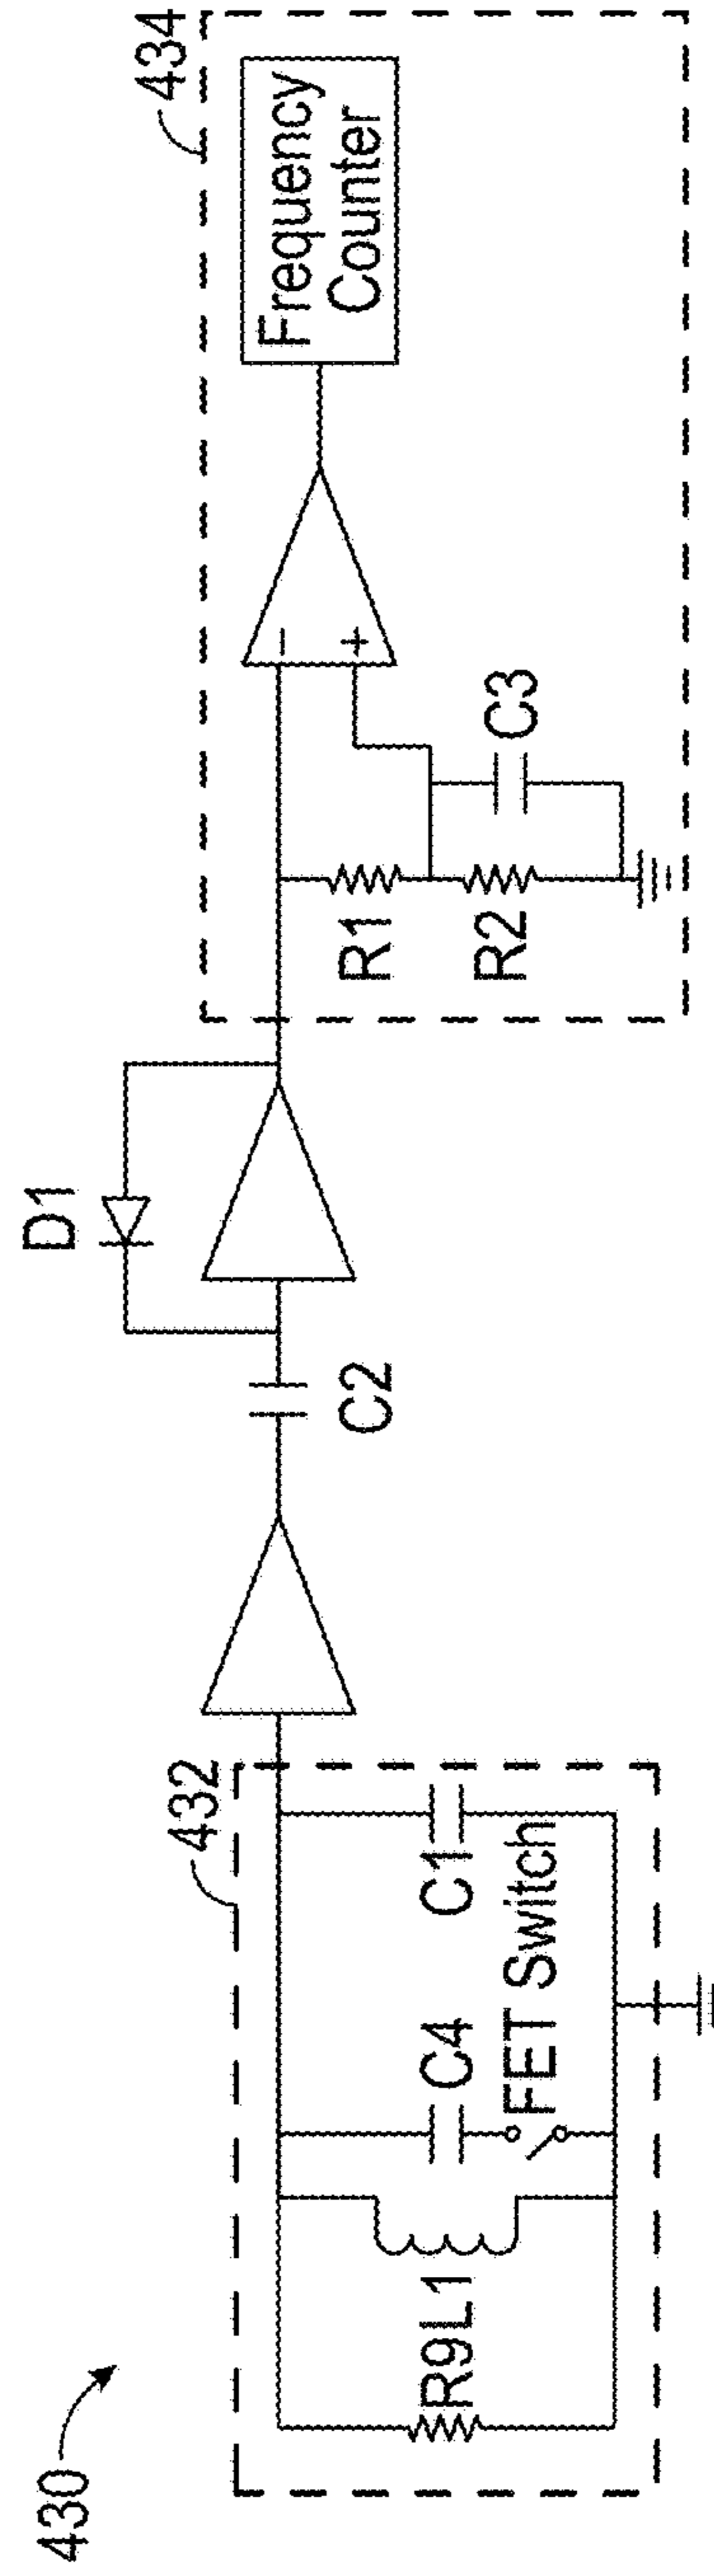 430
432
R9
L1
C4
FET Switch
C1
C2
D1
434
R1
R2
C3
−
+
Frequency
Counter